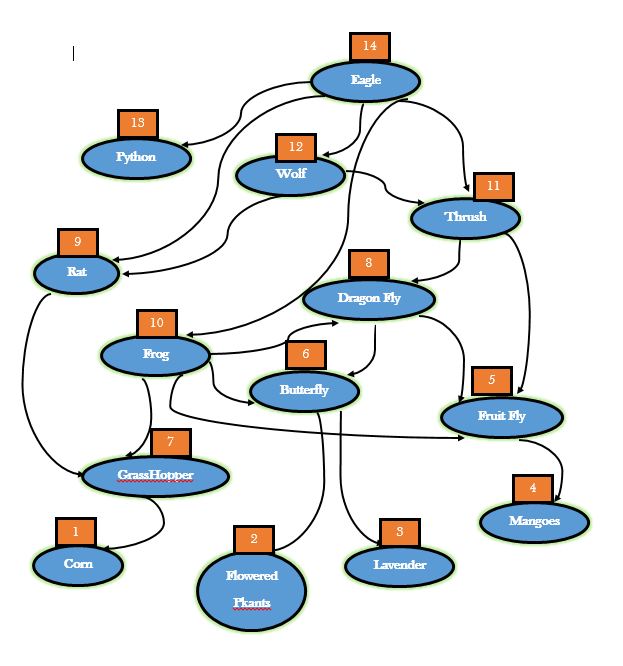 14
Eagle
13
Python
12
Wolf
11
Thrush
9
Rat
8
Dragon Fly
10
Frog
6
Butterfly
5
Fruit Fly
7
GrassHopper
4
Mangoes
1
Corn
2
Flowered
Pkants
3
Lavender